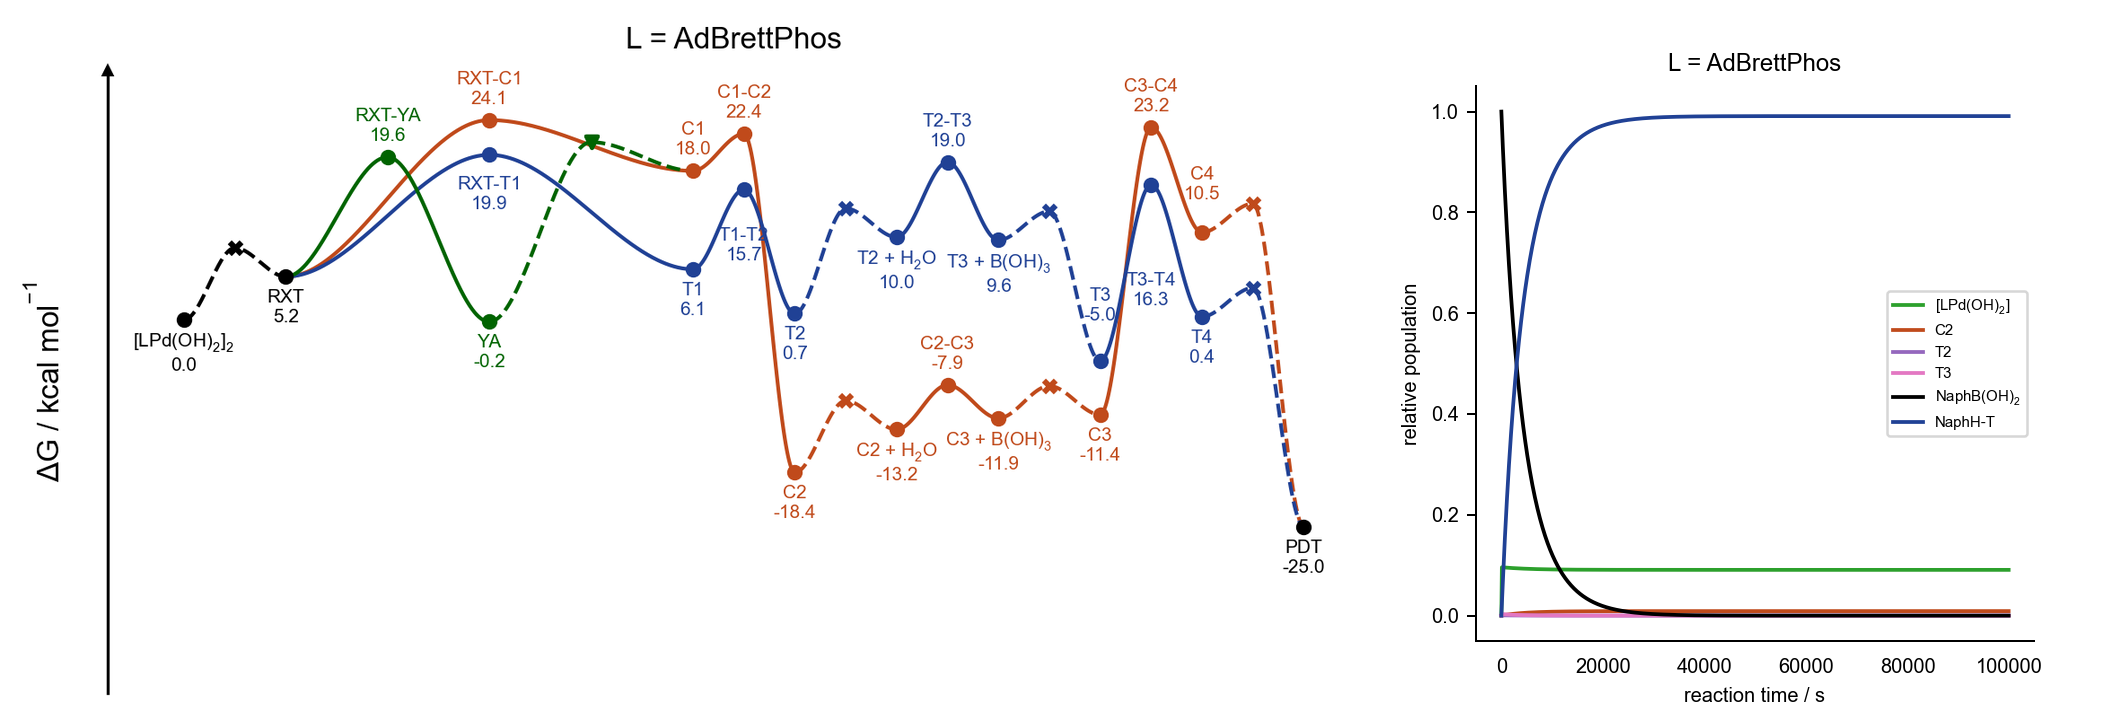 L = AdBrettPhos
ΔG / kcal mol⁻¹
[LPd(OH)₂]₂
0.0
RXT
5.2
RXT-YA
19.6
YA
-0.2
RXT-C1
24.1
RXT-T1
19.9
C1
18.0
T1
6.1
C1-C2
22.4
T1-T2
15.7
T2
0.7
C2
-18.4
T2 + H₂O
10.0
C2 + H₂O
-13.2
T2-T3
19.0
C2-C3
-7.9
T3 + B(OH)₃
9.6
C3 + B(OH)₃
-11.9
T3
-5.0
C3
-11.4
C3-C4
23.2
T3-T4
16.3
C4
10.5
T4
0.4
PDT
-25.0
L = AdBrettPhos
relative population
1.0
0.8
0.6
0.4
0.2
0.0
[LPd(OH)₂]
C2
T2
T3
NaphB(OH)₂
NaphH-T
0 20000 40000 60000 80000 100000
reaction time / s